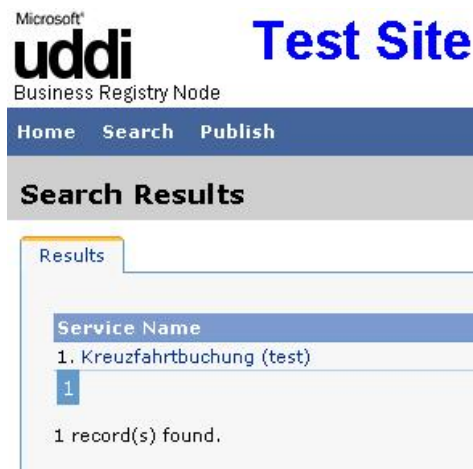 Microsoft®
uddi
Business Registry Node
Test Site
Home Search Publish
Search Results
Results
Service Name
1. Kreuzfahrtbuchung (test)
1
1 record(s) found.